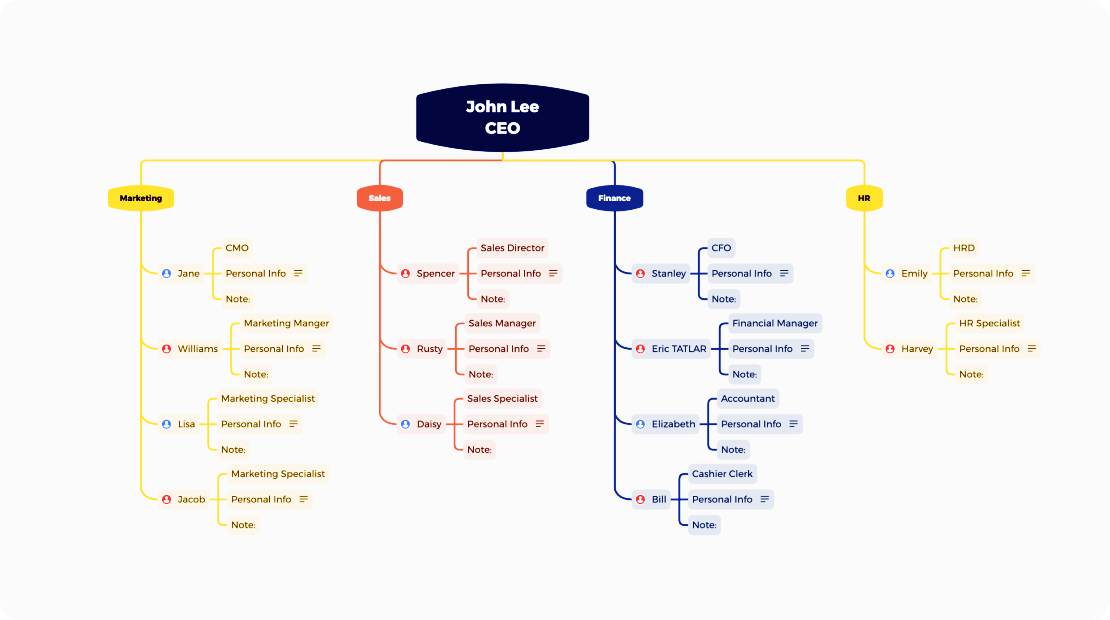 John Lee
CEO
Marketing
Jane
CMO
Personal Info
Note:
Williams
Marketing Manger
Personal Info
Note:
Lisa
Marketing Specialist
Personal Info
Note:
Jacob
Marketing Specialist
Personal Info
Note:
Sales
Spencer
Sales Director
Personal Info
Note:
Rusty
Sales Manager
Personal Info
Note:
Daisy
Sales Specialist
Personal Info
Note:
Finance
Stanley
CFO
Personal Info
Note:
Eric TATLAR
Financial Manager
Personal Info
Note:
Elizabeth
Accountant
Personal Info
Note:
Bill
Cashier Clerk
Personal Info
Note:
HR
Emily
HRD
Personal Info
Note:
Harvey
HR Specialist
Personal Info
Note: